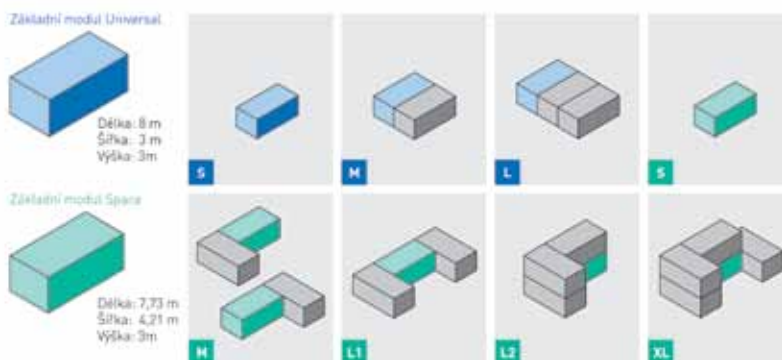 Základní modul Universal
Délka: 8 m
Šířka: 3 m
Výška: 3m
S
M
L
S
Základní modul Space
Délka: 7,73 m
Šířka: 4,21 m
Výška: 3m
M
L1
L2
XL